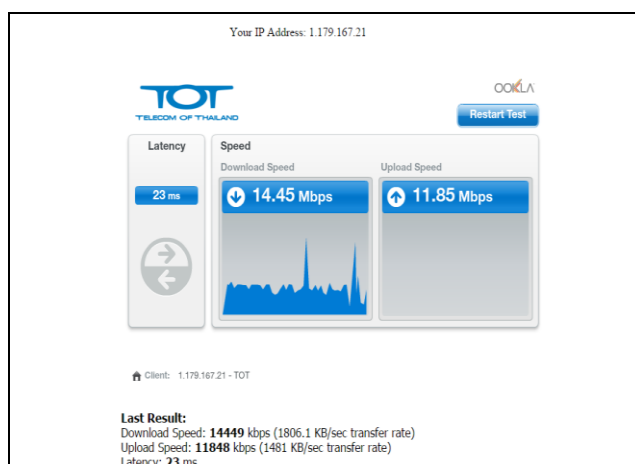 Your IP Address: 1.179.167.21
TOT
TELECOM OF THAILAND
OOKLA
Restart Test
Latency
Speed
Download Speed
Upload Speed
23 ms
14.45 Mbps
11.85 Mbps
Client: 1.179.167.21 - TOT
Last Result:
Download Speed: 14449 kbps (1806.1 KB/sec transfer rate)
Upload Speed: 11848 kbps (1481 KB/sec transfer rate)
Latency: 23 ms